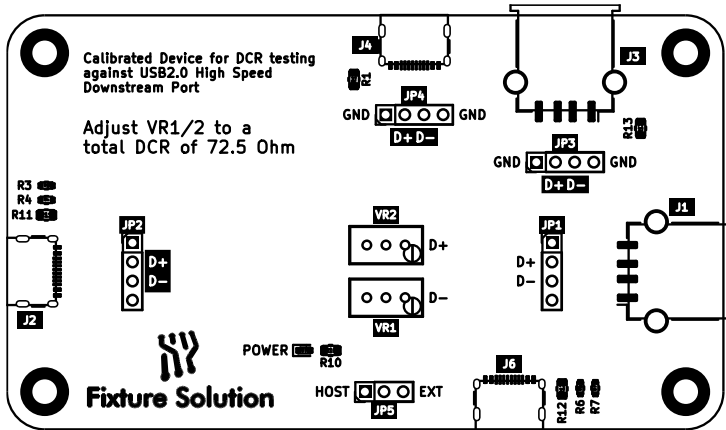 Calibrated Device for DCR testing
against USB2.0 High Speed
Downstream Port
Adjust VR1/2 to a
total DCR of 72.5 Ohm
J4
R1
JP4
GND
GND
D+ D-
J3
R13
JP3
GND
GND
D+ D-
R3
R4
R11
J2
JP2
D+
D-
VR2
D+
D-
VR1
JP1
D+
D-
J1
POWER
R10
Fixture Solution
HOST
EXT
JP5
J6
R12
R6
R7